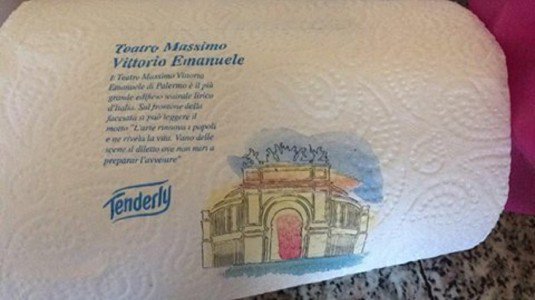 Teatro Massimo
Vittorio Emanuele
Il Teatro Massimo Vittorio
Emanuele di Palermo è il più
grande edificio teatrale lirico
d'Italia. Sul frontone della
facciata si può leggere il
motto "L'arte rinnova i popoli
e ne rivela la vita. Vano delle
scene il diletto ove non miri a
preparar l'avvenire"
Tenderly